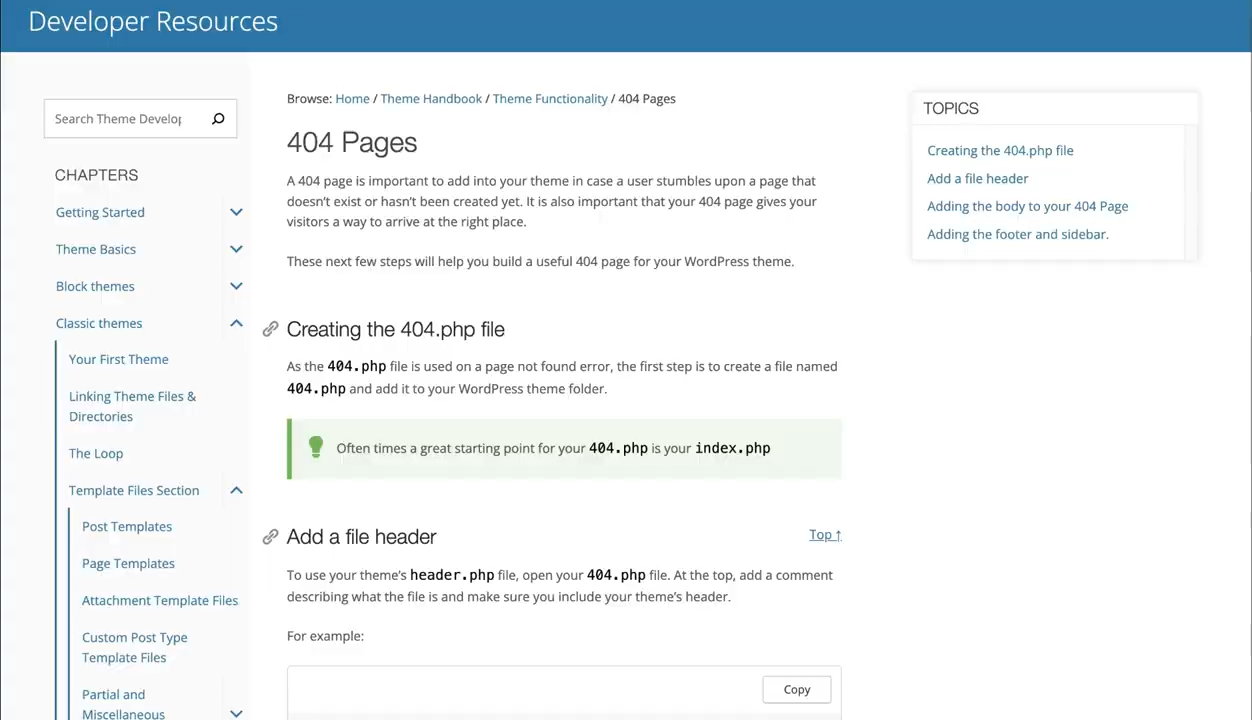 Developer Resources
Search Theme Develop
CHAPTERS
Getting Started
Theme Basics
Block themes
Classic themes
Your First Theme
Linking Theme Files &
Directories
The Loop
Template Files Section
Post Templates
Page Templates
Attachment Template Files
Custom Post Type
Template Files
Partial and
Miscellaneous
Browse: Home / Theme Handbook / Theme Functionality / 404 Pages
404 Pages
A 404 page is important to add into your theme in case a user stumbles upon a page that
doesn't exist or hasn't been created yet. It is also important that your 404 page gives your
visitors a way to arrive at the right place.
These next few steps will help you build a useful 404 page for your WordPress theme.
Creating the 404.php file
As the 404.php file is used on a page not found error, the first step is to create a file named
404.php and add it to your WordPress theme folder.
Often times a great starting point for your 404.php is your index.php
Add a file header
Top ↑
To use your theme's header.php file, open your 404.php file. At the top, add a comment
describing what the file is and make sure you include your theme's header.
For example:
Copy
TOPICS
Creating the 404.php file
Add a file header
Adding the body to your 404 Page
Adding the footer and sidebar.